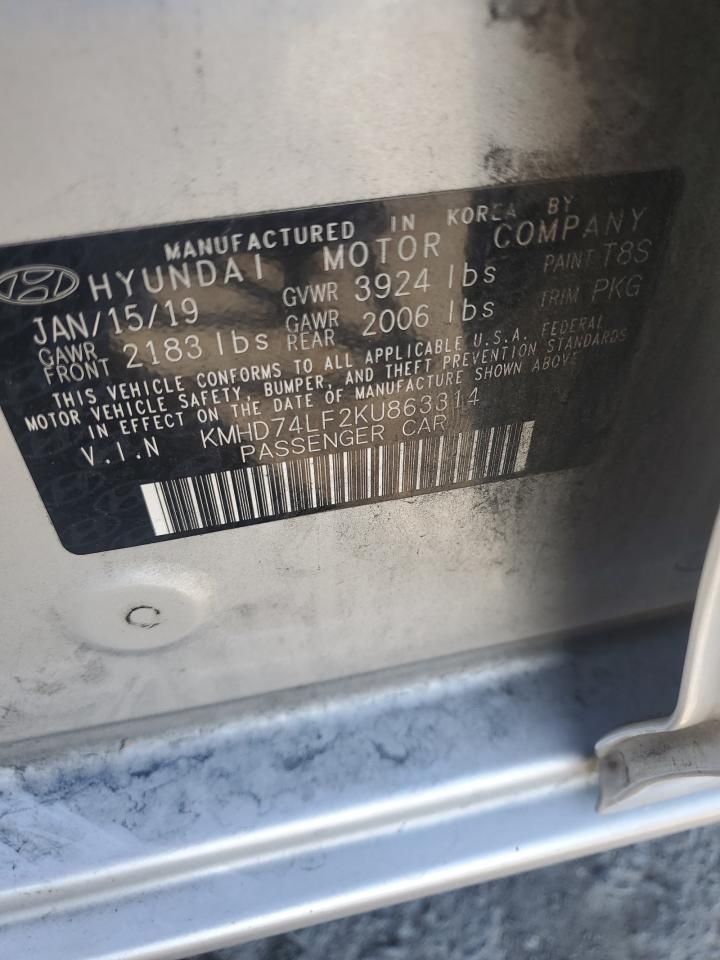 MANUFACTURED IN KOREA BY
HYUNDAI MOTOR COMPANY
JAN/15/19 GVWR 3924 lbs PAINT T8S
GAWR FRONT 2183 lbs GAWR REAR 2006 lbs TRIM PKG
THIS VEHICLE CONFORMS TO ALL APPLICABLE U.S.A. FEDERAL
MOTOR VEHICLE SAFETY, BUMPER, AND THEFT PREVENTION STANDARDS
IN EFFECT ON THE DATE OF MANUFACTURE SHOWN ABOVE
V.I.N KMHD74LF2KU863314
PASSENGER CAR
C